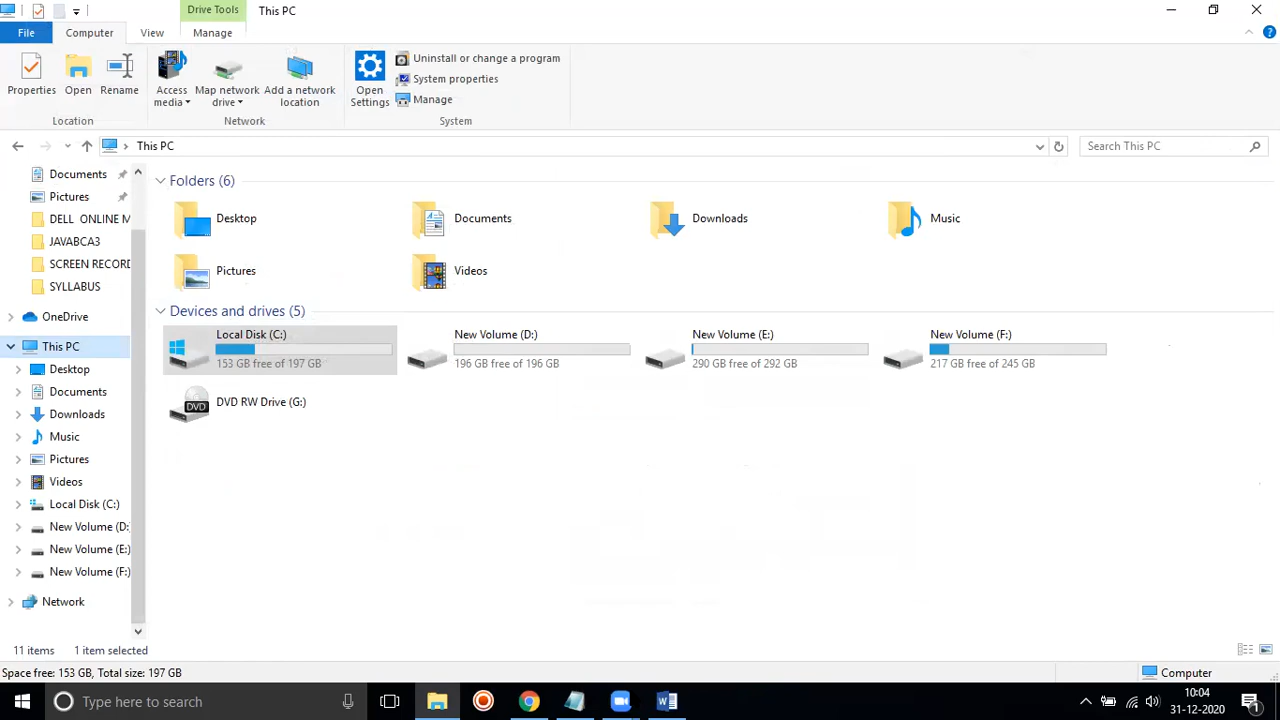 Drive Tools
This PC
File
Computer
View
Manage
Properties
Open
Rename
Access media
Map network drive
Add a network location
Open Settings
Uninstall or change a program
System properties
Manage
Location
Network
System
This PC
Search This PC
Documents
Pictures
DELL ONLINE M
JAVABCA3
SCREEN RECORD
SYLLABUS
OneDrive
This PC
Desktop
Documents
Downloads
Music
Pictures
Videos
Local Disk (C:)
New Volume (D:)
New Volume (E:)
New Volume (F:)
Network
Folders (6)
Desktop
Documents
Downloads
Music
Pictures
Videos
Devices and drives (5)
Local Disk (C:)
153 GB free of 197 GB
New Volume (D:)
196 GB free of 196 GB
New Volume (E:)
290 GB free of 292 GB
New Volume (F:)
217 GB free of 245 GB
DVD
DVD RW Drive (G:)
11 items
1 item selected
Space free: 153 GB, Total size: 197 GB
Computer
Type here to search
W
10:04
31-12-2020
1